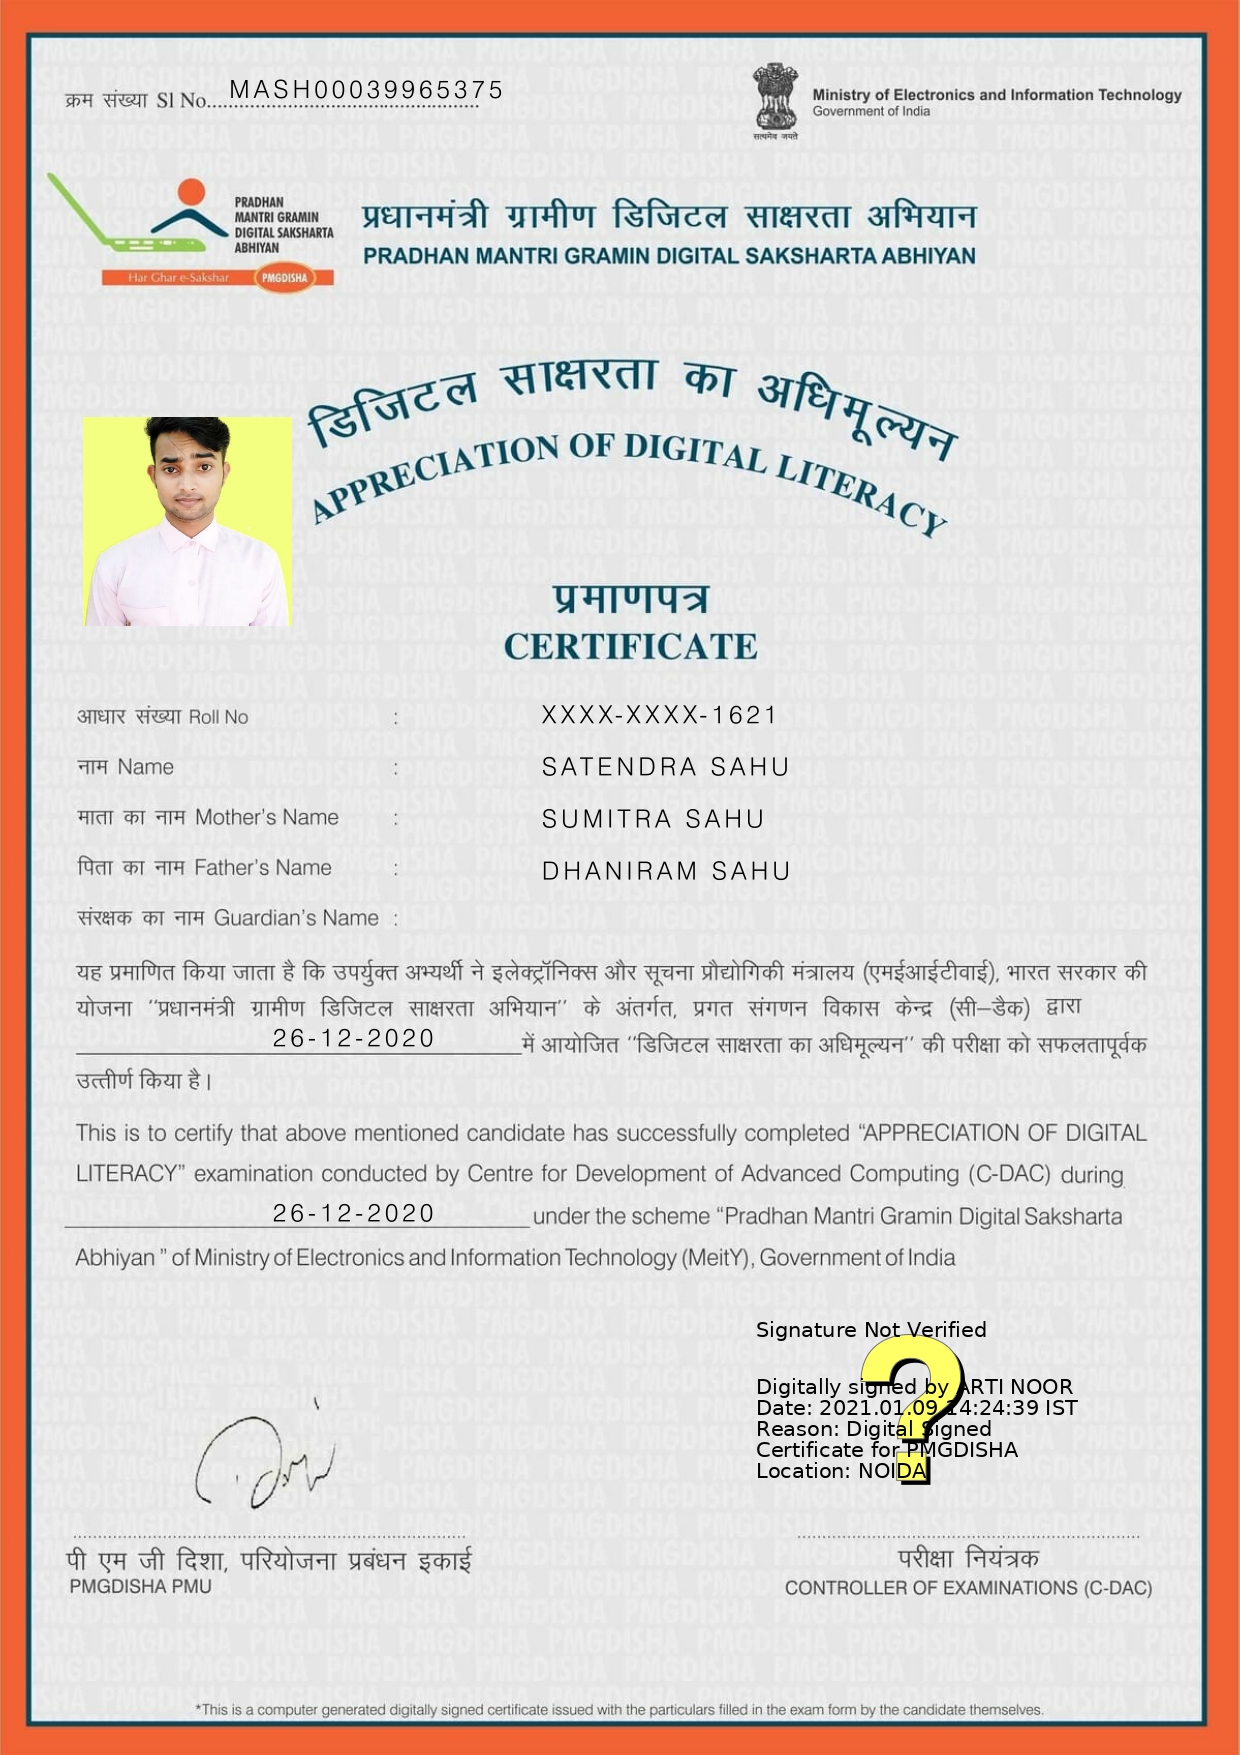 क्रम संख्या Sl No.
MASH00039965375
सत्यमेव जयते
Ministry of Electronics and Information Technology
Government of India
PRADHAN
MANTRI GRAMIN
DIGITAL SAKSHARTA
ABHIYAN
Har Ghar e-Sakshar
PMGDISHA
प्रधानमंत्री ग्रामीण डिजिटल साक्षरता अभियान
PRADHAN MANTRI GRAMIN DIGITAL SAKSHARTA ABHIYAN
डिजिटल साक्षरता का अधिमूल्यन
APPRECIATION OF DIGITAL LITERACY
प्रमाणपत्र
CERTIFICATE
आधार संख्या Roll No : XXXX-XXXX-1621
नाम Name : SATENDRA SAHU
माता का नाम Mother's Name : SUMITRA SAHU
पिता का नाम Father's Name : DHANIRAM SAHU
संरक्षक का नाम Guardian's Name :
यह प्रमाणित किया जाता है कि उपर्युक्त अभ्यर्थी ने इलेक्ट्रॉनिक्स और सूचना प्रौद्योगिकी मंत्रालय (एमईआईटीवाई), भारत सरकार की
योजना ''प्रधानमंत्री ग्रामीण डिजिटल साक्षरता अभियान'' के अंतर्गत, प्रगत संगणन विकास केन्द्र (सी–डैक) द्वारा
26-12-2020 में आयोजित ''डिजिटल साक्षरता का अधिमूल्यन'' की परीक्षा को सफलतापूर्वक
उत्तीर्ण किया है।
This is to certify that above mentioned candidate has successfully completed “APPRECIATION OF DIGITAL
LITERACY” examination conducted by Centre for Development of Advanced Computing (C-DAC) during
26-12-2020 under the scheme “Pradhan Mantri Gramin Digital Saksharta
Abhiyan ” of Ministry of Electronics and Information Technology (MeitY), Government of India
Signature Not Verified
Digitally signed by ARTI NOOR
Date: 2021.01.09 14:24:39 IST
Reason: Digital Signed
Certificate for PMGDISHA
Location: NOIDA
पी एम जी दिशा, परियोजना प्रबंधन इकाई
PMGDISHA PMU
परीक्षा नियंत्रक
CONTROLLER OF EXAMINATIONS (C-DAC)
*This is a computer generated digitally signed certificate issued with the particulars filled in the exam form by the candidate themselves.